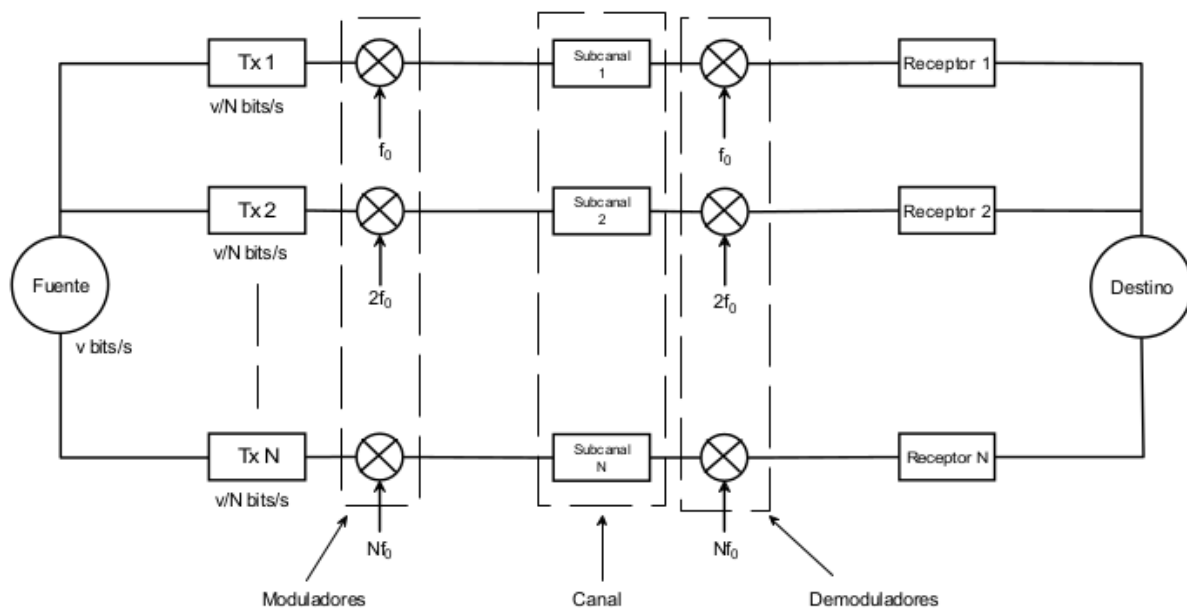 Tx 1
Subcanal
1
Receptor 1
v/N bits/s
f₀
f₀
Tx 2
Subcanal
2
Receptor 2
v/N bits/s
Fuente
2f₀
2f₀
Destino
v bits/s
Tx N
Subcanal
N
Receptor N
v/N bits/s
Nf₀
Nf₀
Moduladores
Canal
Demoduladores